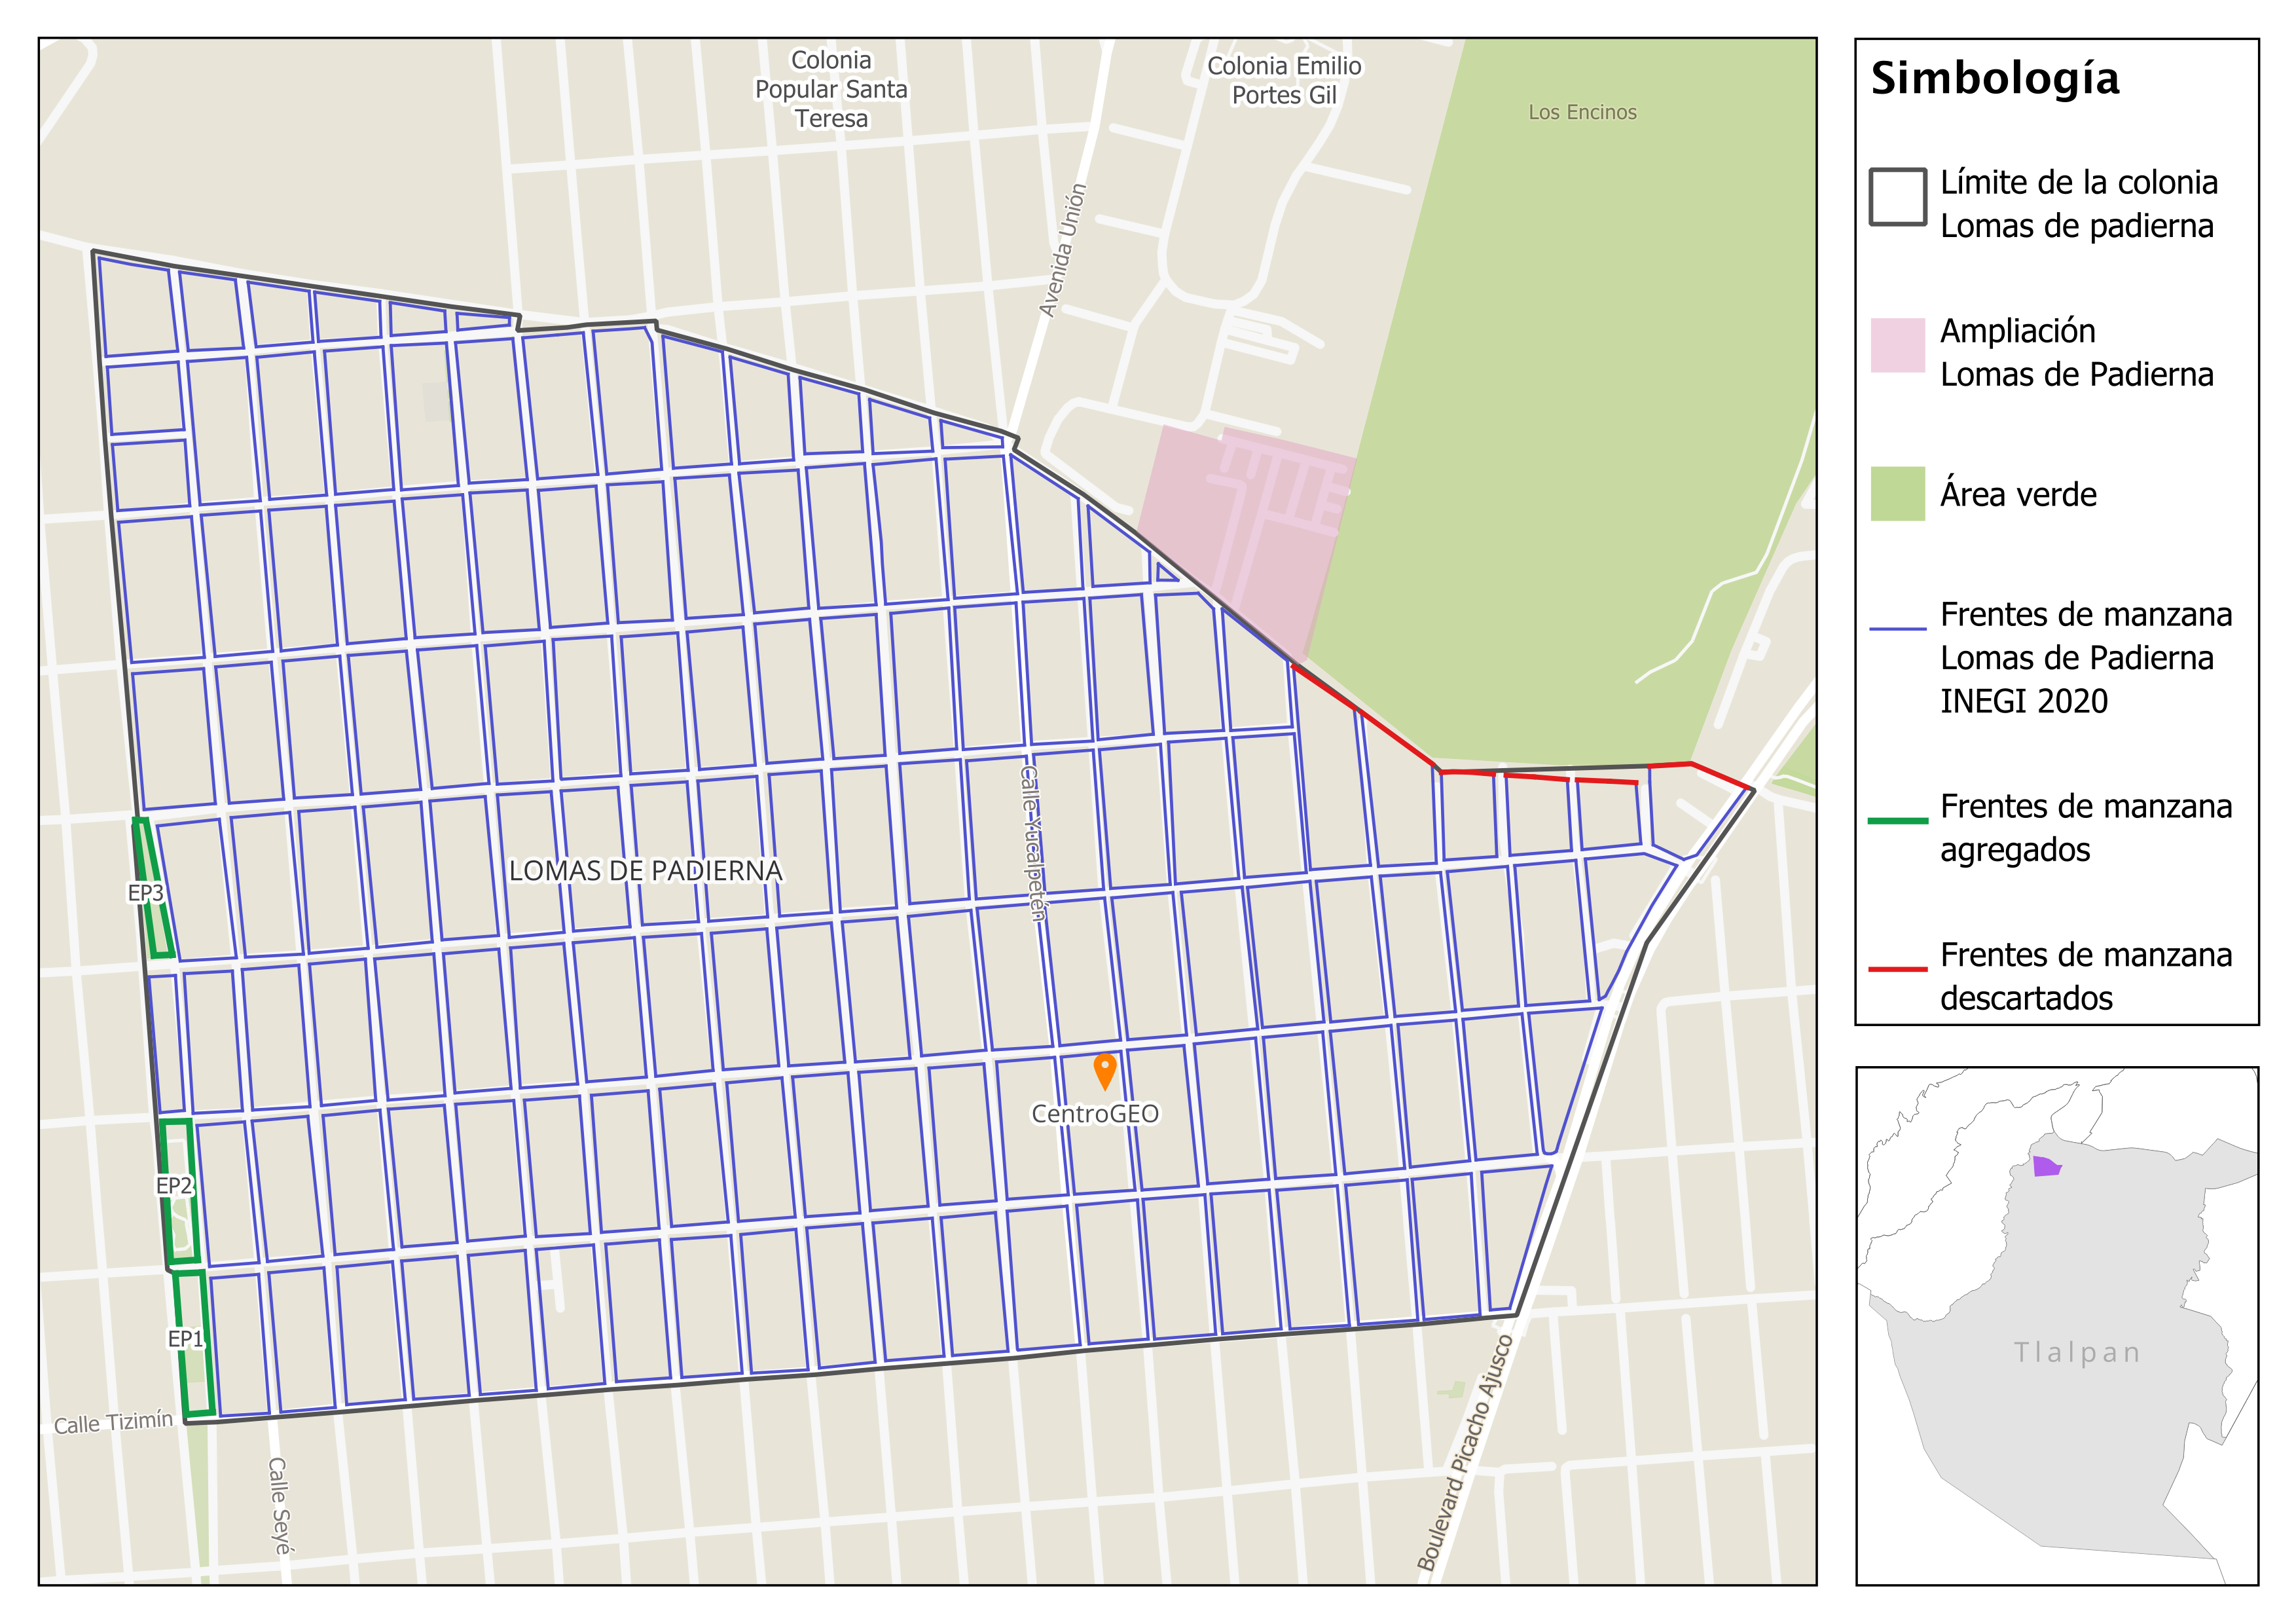 Colonia
Popular Santa
Teresa
Colonia Emilio
Portes Gil
Los Encinos
Avenida Unión
Calle Yucalpetén
LOMAS DE PADIERNA
EP3
CentroGEO
EP2
EP1
Calle Tizimín
Calle Seyé
Boulevard Picacho Ajusco
Simbología
Límite de la colonia
Lomas de padierna
Ampliación
Lomas de Padierna
Área verde
Frentes de manzana
Lomas de Padierna
INEGI 2020
Frentes de manzana
agregados
Frentes de manzana
descartados
Tlalpan